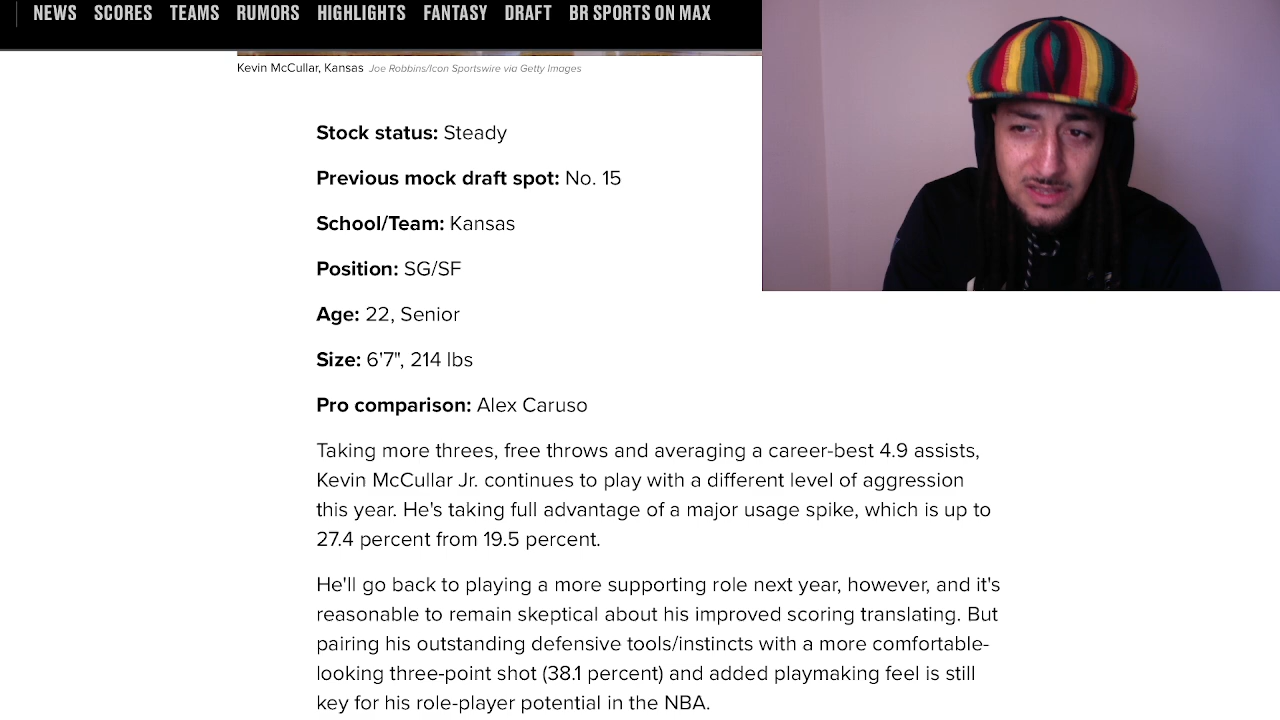 NEWS SCORES TEAMS RUMORS HIGHLIGHTS FANTASY DRAFT BR SPORTS ON MAX
Kevin McCullar, Kansas Joe Robbins/Icon Sportswire via Getty Images
Stock status: Steady
Previous mock draft spot: No. 15
School/Team: Kansas
Position: SG/SF
Age: 22, Senior
Size: 6'7", 214 lbs
Pro comparison: Alex Caruso
Taking more threes, free throws and averaging a career-best 4.9 assists,
Kevin McCullar Jr. continues to play with a different level of aggression
this year. He's taking full advantage of a major usage spike, which is up to
27.4 percent from 19.5 percent.
He'll go back to playing a more supporting role next year, however, and it's
reasonable to remain skeptical about his improved scoring translating. But
pairing his outstanding defensive tools/instincts with a more comfortable-
looking three-point shot (38.1 percent) and added playmaking feel is still
key for his role-player potential in the NBA.